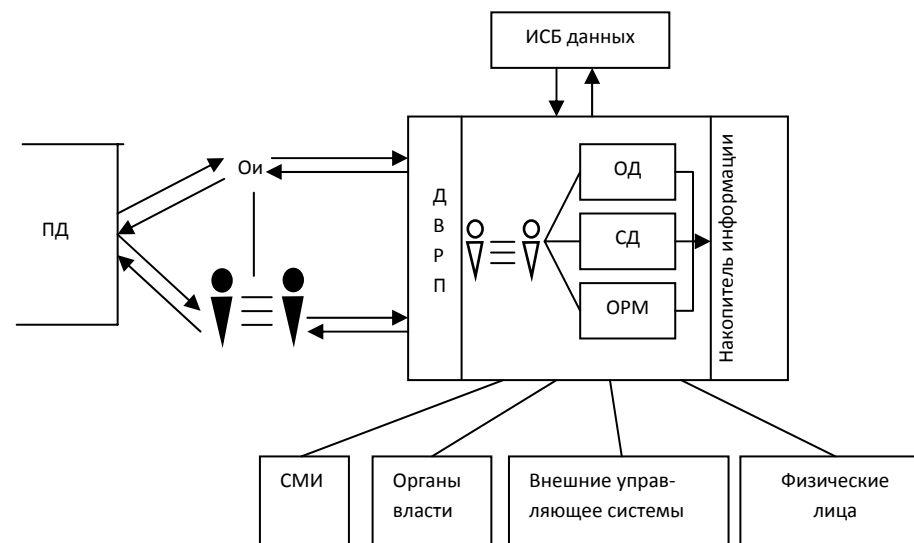 ИСБ данных
Ои
ПД
Д
В
Р
П
ОД
СД
ОРМ
Накопитель информации
СМИ
Органы
власти
Внешние управ-
ляющее системы
Физические
лица